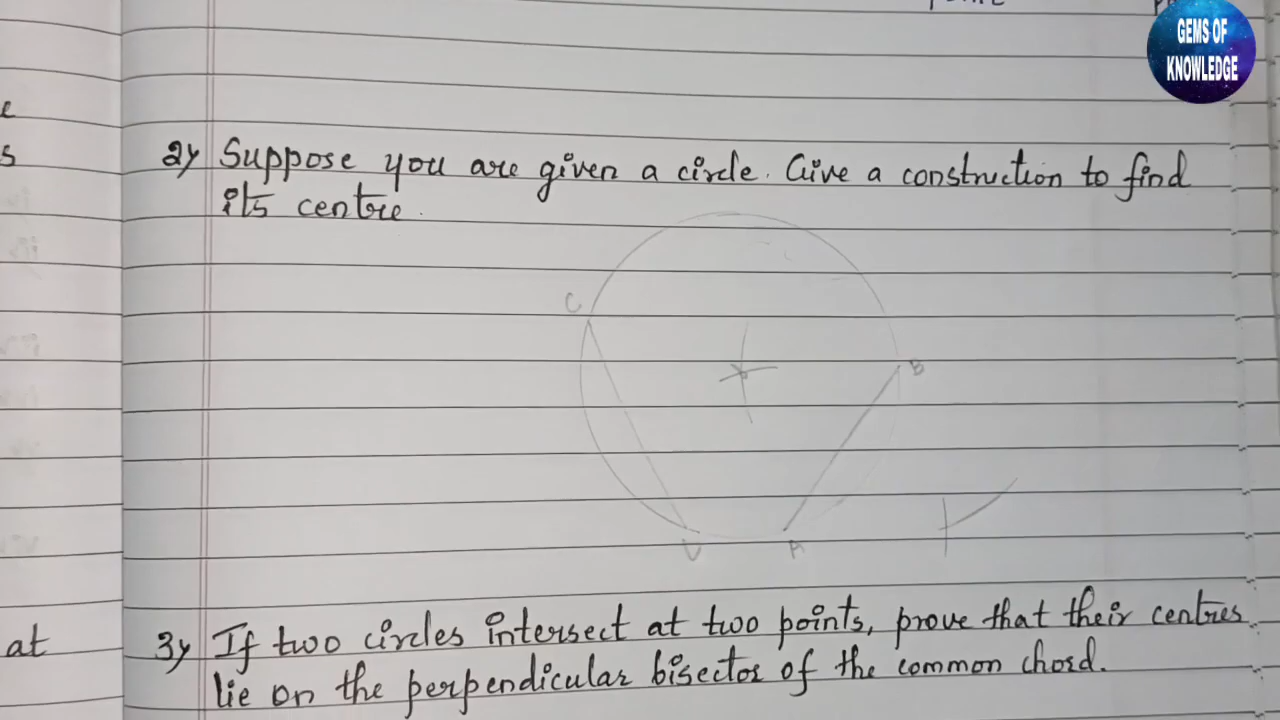 GEMS OF
KNOWLEDGE
e
s
2) Suppose you are given a circle. Give a construction to find
its centre.
C
B
A
3) If two circles intersect at two points, prove that their centres
at
lie on the perpendicular bisector of the common chord.